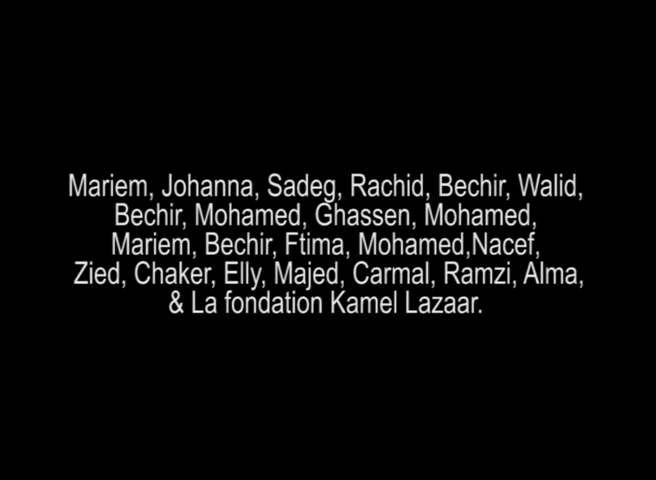 Mariem, Johanna, Sadeg, Rachid, Bechir, Walid,
Bechir, Mohamed, Ghassen, Mohamed,
Mariem, Bechir, Ftima, Mohamed,Nacef,
Zied, Chaker, Elly, Majed, Carmal, Ramzi, Alma,
& La fondation Kamel Lazaar.